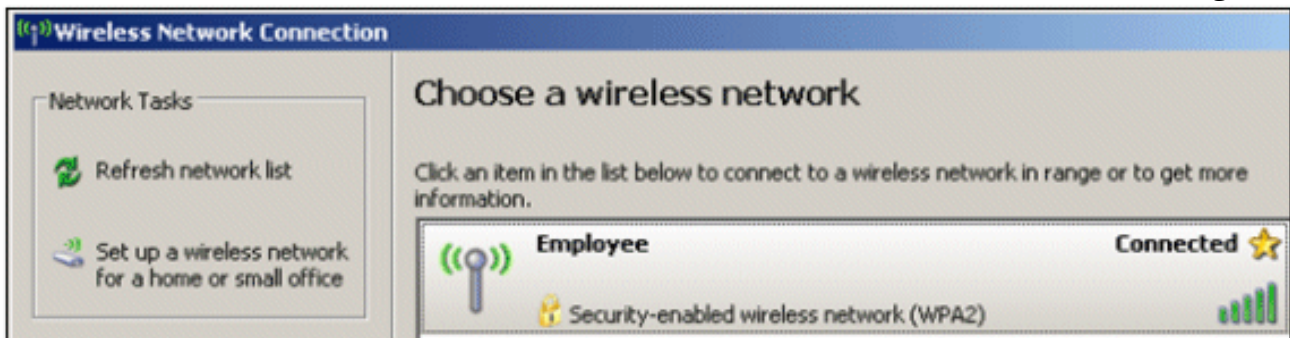 Wireless Network Connection
Network Tasks
Refresh network list
Set up a wireless network
for a home or small office
Choose a wireless network
Click an item in the list below to connect to a wireless network in range or to get more
information.
Employee
Connected
Security-enabled wireless network (WPA2)